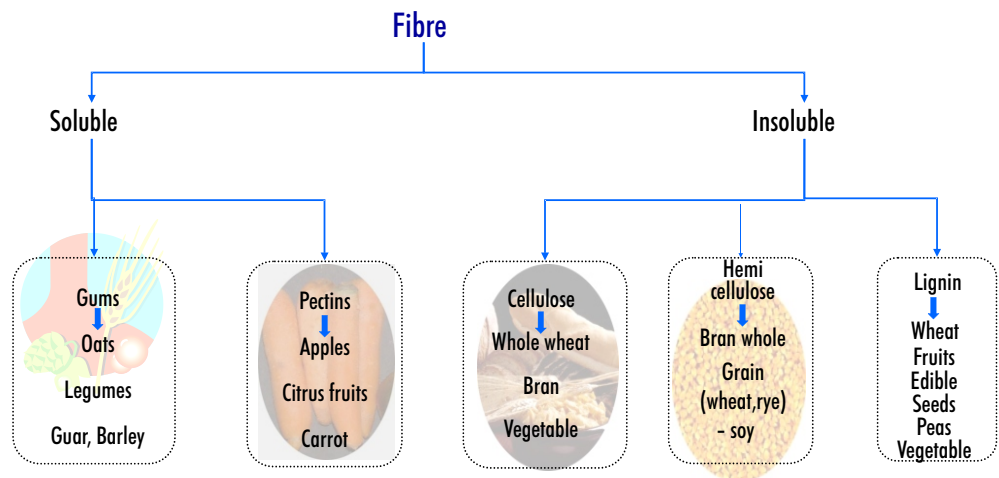 Fibre
Soluble
Insoluble
Gums
Oats
Legumes
Guar, Barley
Pectins
Apples
Citrus fruits
Carrot
Cellulose
Whole wheat
Bran
Vegetable
Hemi
cellulose
Bran whole
Grain
(wheat,rye)
– soy
Lignin
Wheat
Fruits
Edible
Seeds
Peas
Vegetable